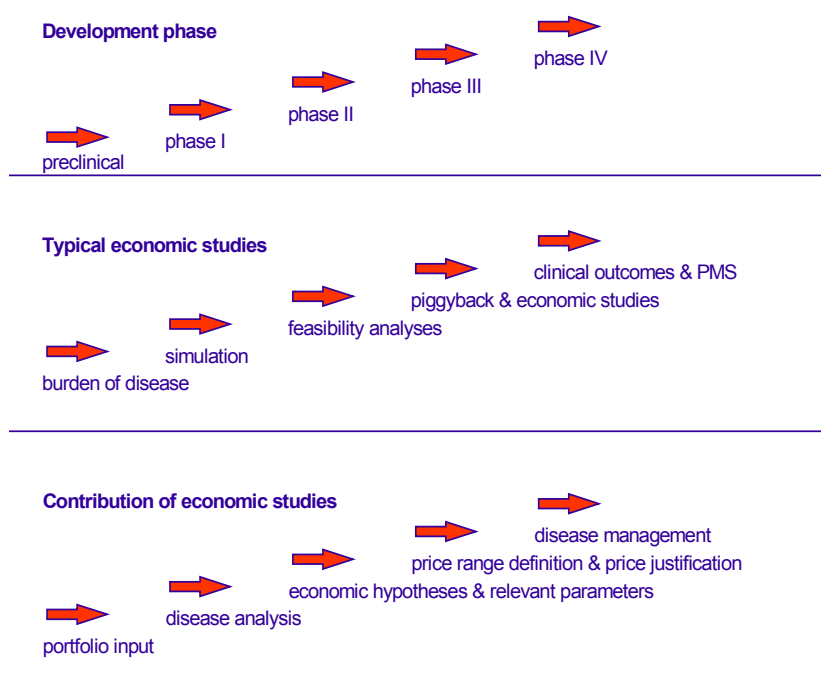 Development phase
phase IV
phase III
phase II
phase I
preclinical
Typical economic studies
clinical outcomes & PMS
piggyback & economic studies
feasibility analyses
simulation
burden of disease
Contribution of economic studies
disease management
price range definition & price justification
economic hypotheses & relevant parameters
disease analysis
portfolio input